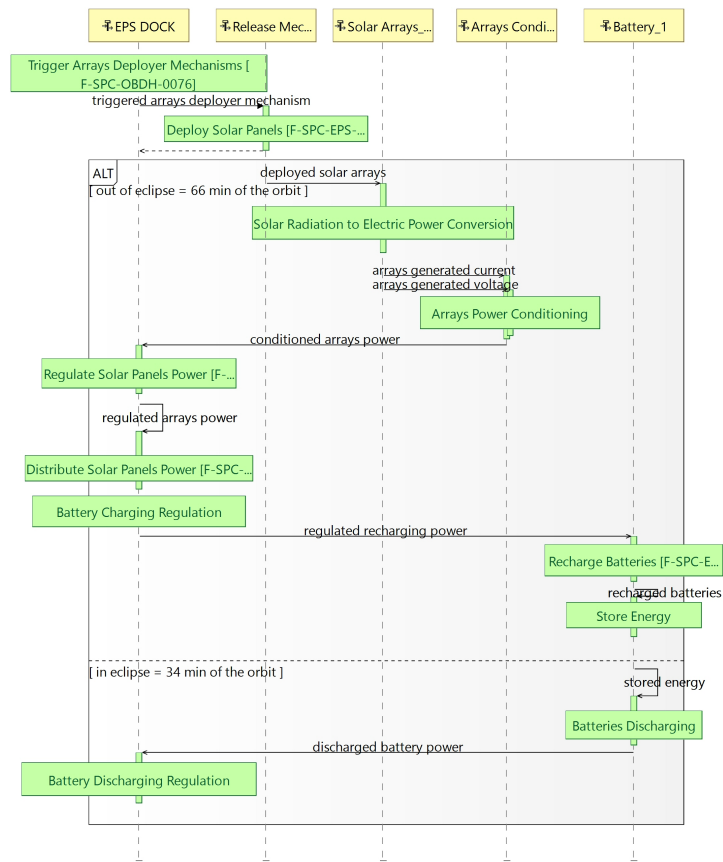 EPS DOCK
Release Mec...
Solar Arrays_...
Arrays Condi...
Battery_1
Trigger Arrays Deployer Mechanisms [
F-SPC-OBDH-0076]
triggered arrays deployer mechanism
Deploy Solar Panels [F-SPC-EPS-...
ALT
deployed solar arrays
[ out of eclipse = 66 min of the orbit ]
Solar Radiation to Electric Power Conversion
arrays generated current
arrays generated voltage
Arrays Power Conditioning
conditioned arrays power
Regulate Solar Panels Power [F-...
regulated arrays power
Distribute Solar Panels Power [F-SPC-...
Battery Charging Regulation
regulated recharging power
Recharge Batteries [F-SPC-E...
recharged batteries
Store Energy
[ in eclipse = 34 min of the orbit ]
stored energy
Batteries Discharging
discharged battery power
Battery Discharging Regulation